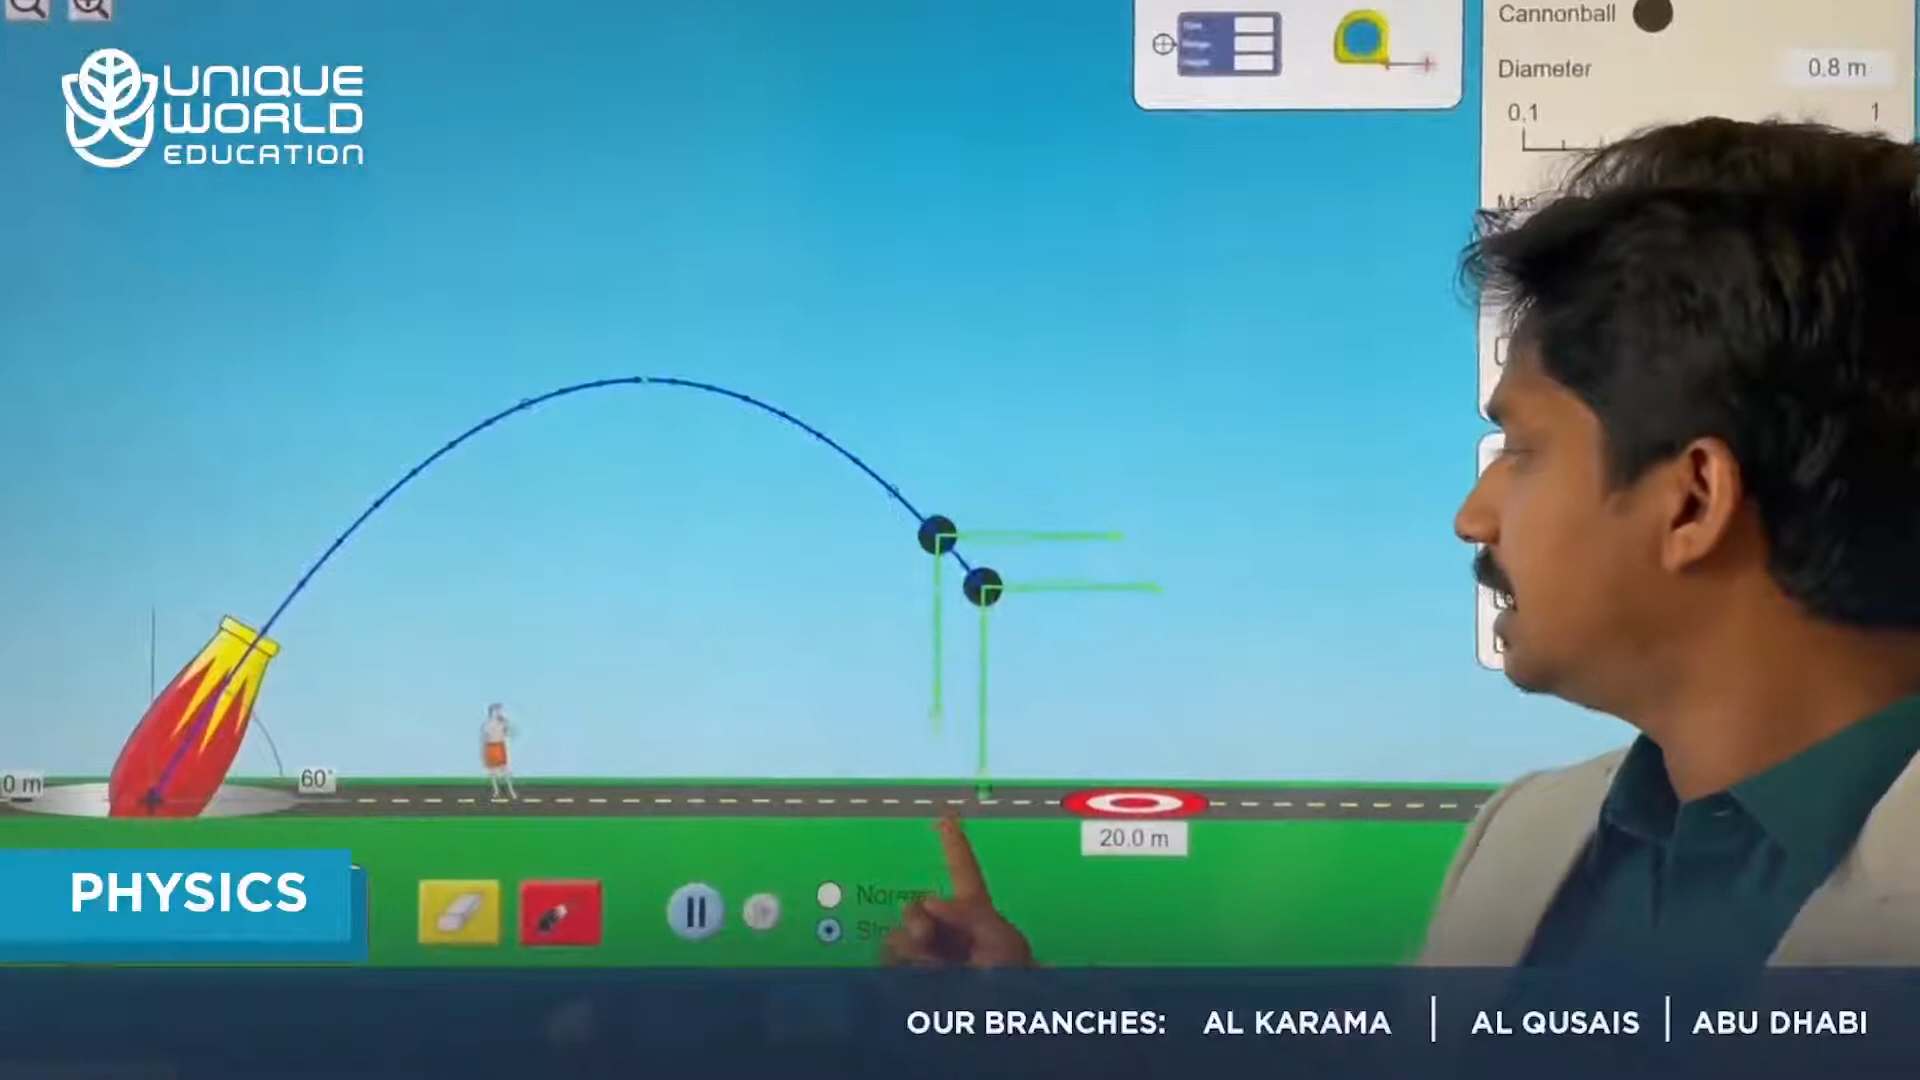 UNIQUE
WORLD
EDUCATION
Cannonball
Diameter
0.8 m
0.1
1
0 m
60°
20.0 m
PHYSICS
OUR BRANCHES: AL KARAMA | AL QUSAIS | ABU DHABI